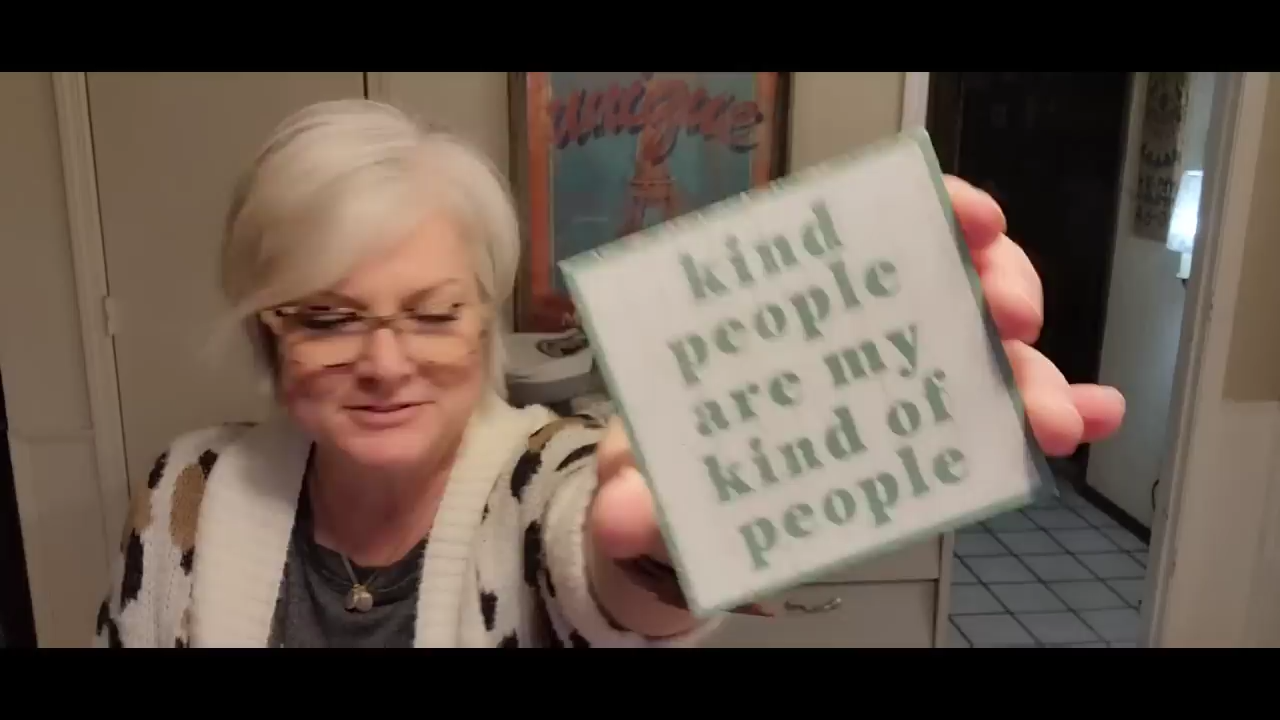 unique
kind
people
are my
kind of
people